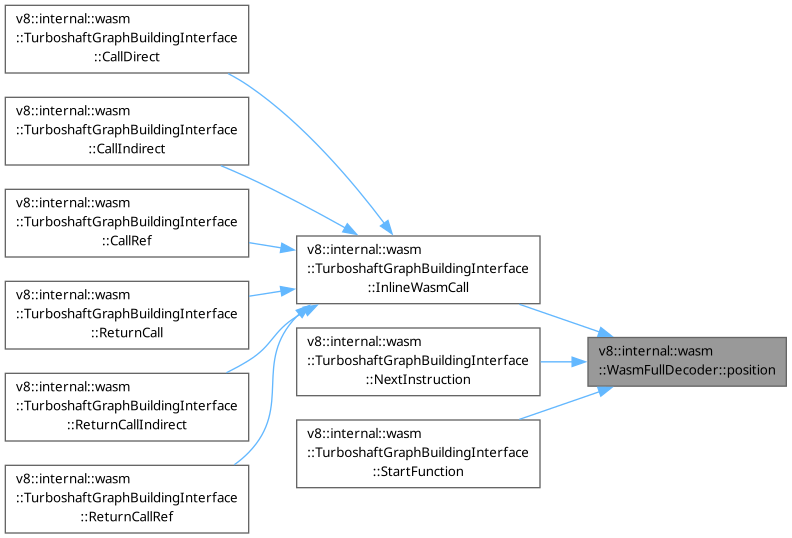 v8::internal::wasm
::TurboshaftGraphBuildingInterface
::CallDirect
v8::internal::wasm
::TurboshaftGraphBuildingInterface
::CallIndirect
v8::internal::wasm
::TurboshaftGraphBuildingInterface
::CallRef
v8::internal::wasm
::TurboshaftGraphBuildingInterface
::ReturnCall
v8::internal::wasm
::TurboshaftGraphBuildingInterface
::ReturnCallIndirect
v8::internal::wasm
::TurboshaftGraphBuildingInterface
::ReturnCallRef
v8::internal::wasm
::TurboshaftGraphBuildingInterface
::InlineWasmCall
v8::internal::wasm
::TurboshaftGraphBuildingInterface
::NextInstruction
v8::internal::wasm
::TurboshaftGraphBuildingInterface
::StartFunction
v8::internal::wasm
::WasmFullDecoder::position